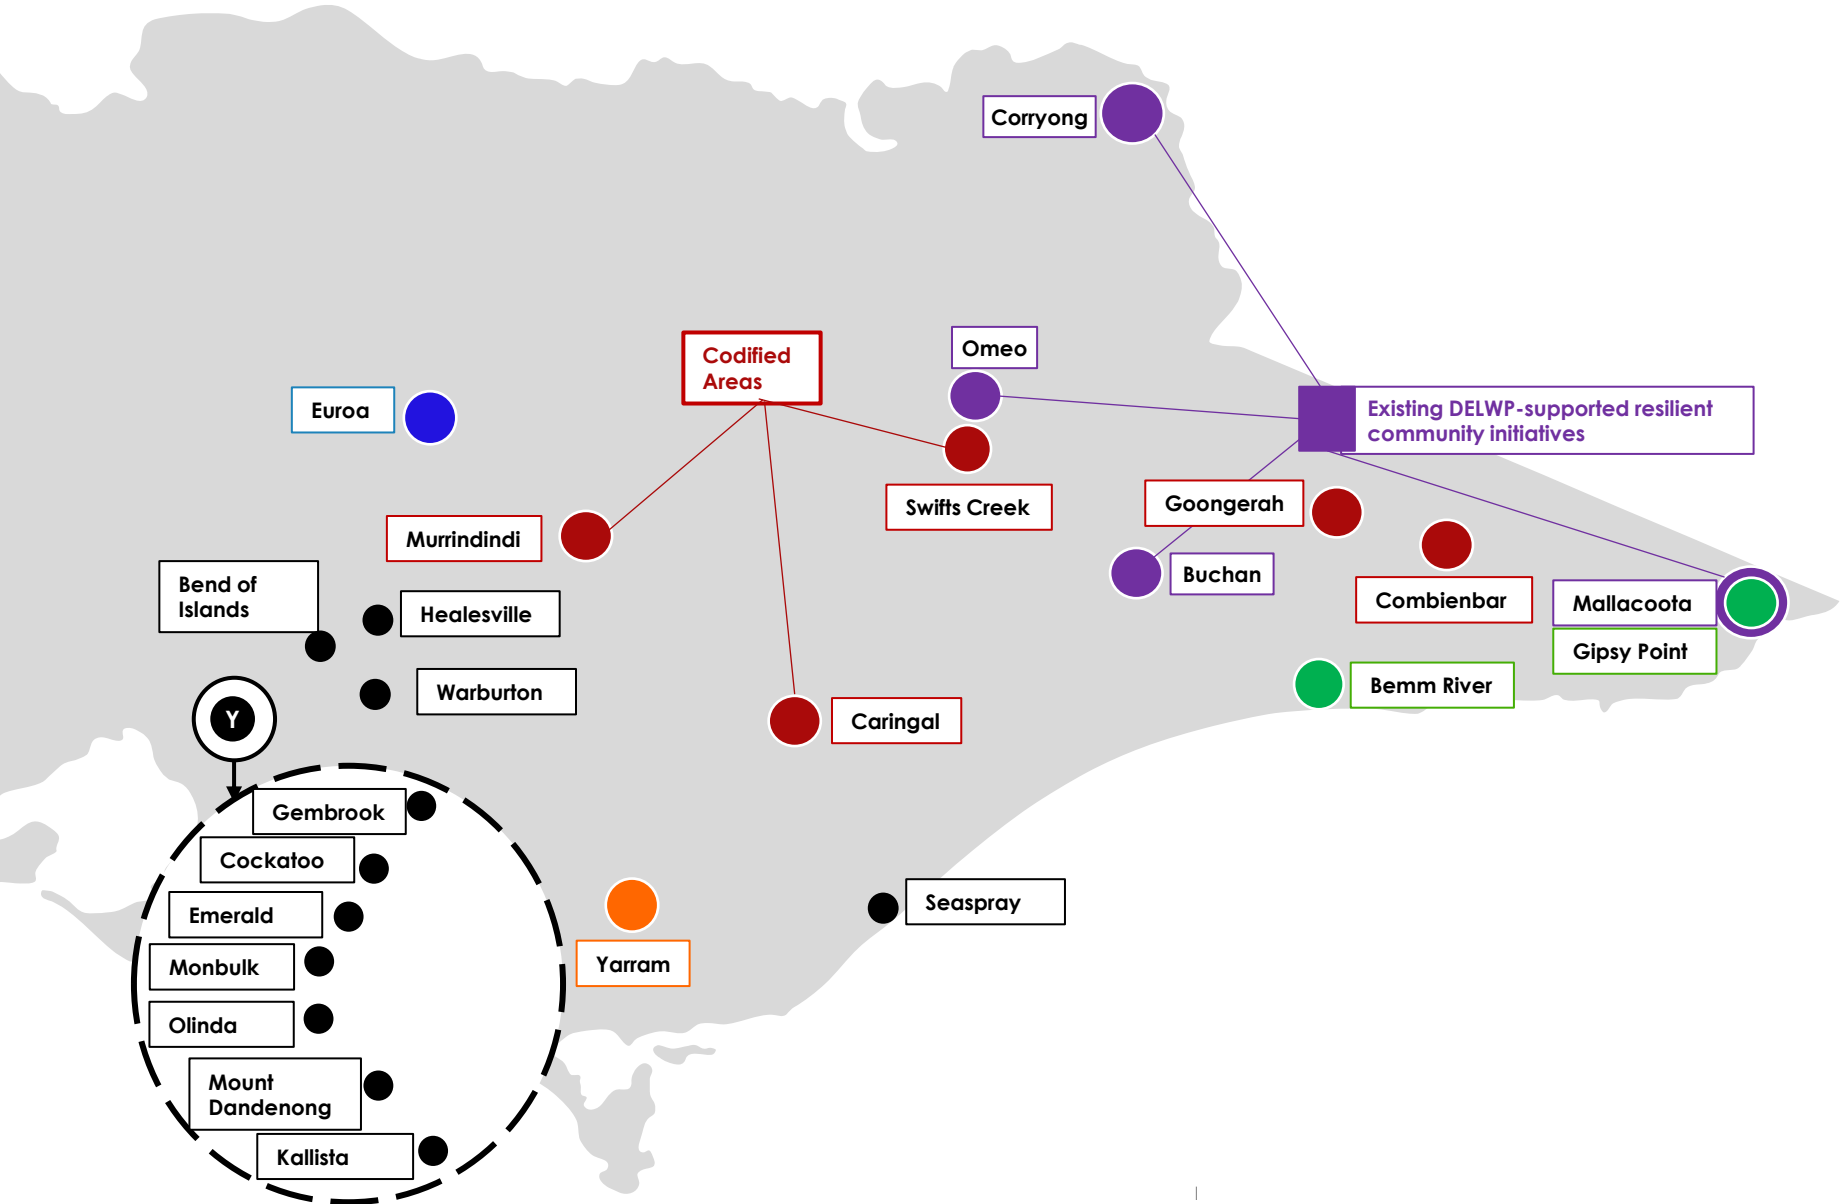 Corryong
Omeo
Codified
Areas
Euroa
Existing DELWP-supported resilient
community initiatives
Swifts Creek
Goongerah
Murrindindi
Buchan
Combienbar
Mallacoota
Gipsy Point
Bend of
Islands
Healesville
Bemm River
Warburton
Caringal
Y
Gembrook
Cockatoo
Emerald
Seaspray
Monbulk
Yarram
Olinda
Mount
Dandenong
Kallista